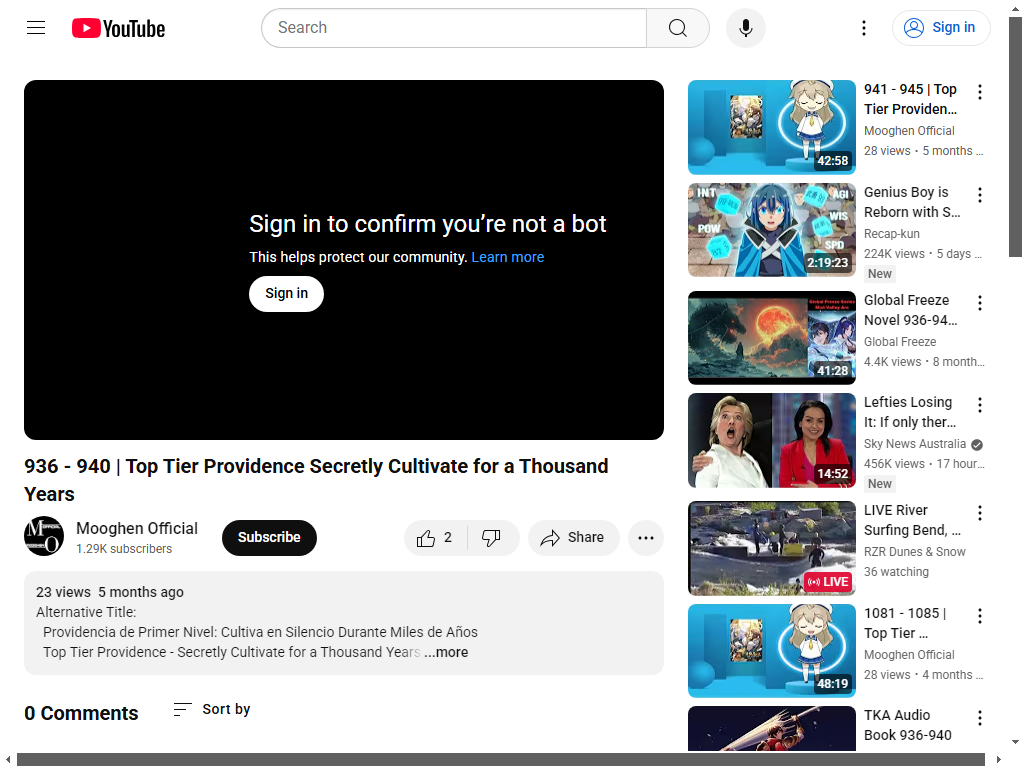 YouTube
Search
Sign in
Sign in to confirm you’re not a bot
This helps protect our community. Learn more
Sign in
936 - 940 | Top Tier Providence Secretly Cultivate for a Thousand
Years
Mooghen Official
1.29K subscribers
Subscribe
2
Share
23 views 5 months ago
Alternative Title:
Providencia de Primer Nivel: Cultiva en Silencio Durante Miles de Años
Top Tier Providence - Secretly Cultivate for a Thousand Years ...more
0 Comments
Sort by
42:58
941 - 945 | Top
Tier Providen...
Mooghen Official
28 views • 5 months ...
INT
AGI
POW
WIS
SPD
2:19:23
Genius Boy is
Reborn with S...
Recap-kun
224K views • 5 days ...
New
41:28
Global Freeze
Novel 936-94...
Global Freeze
4.4K views • 8 month...
14:52
Lefties Losing
It: If only ther...
Sky News Australia
456K views • 17 hour...
New
LIVE
LIVE River
Surfing Bend, ...
RZR Dunes & Snow
36 watching
48:19
1081 - 1085 |
Top Tier ...
Mooghen Official
28 views • 4 months ...
TKA Audio
Book 936-940